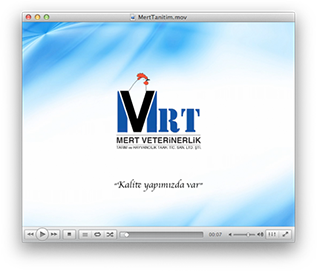 MertTanitim.mov
MRT
MERT VETERİNERLİK
TARIM ve HAYVANCILIK TAAH. TİC. SAN. LTD. ŞTİ.
"Kalite yapımızda var"
00:07